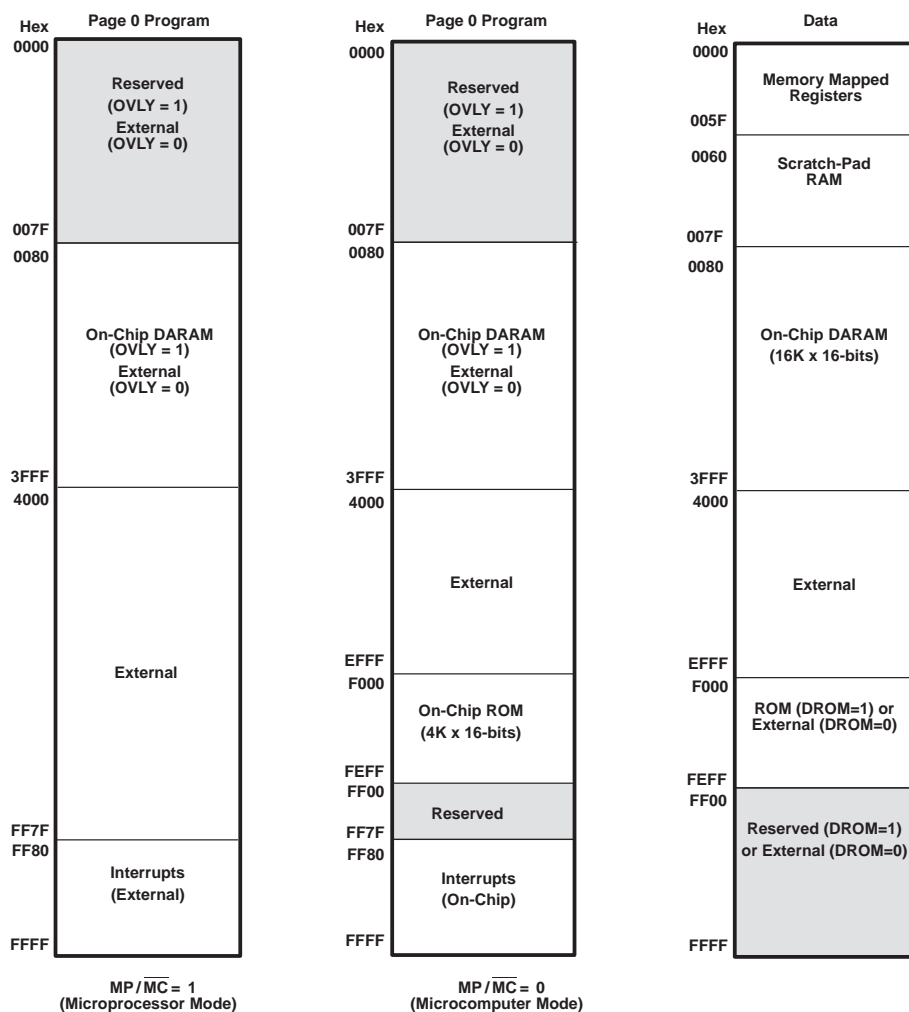 Page 0 Program
Hex
0000
Reserved
(OVLY = 1)
External
(OVLY = 0)
007F
0080
On-Chip DARAM
(OVLY = 1)
External
(OVLY = 0)
3FFF
4000
External
FF7F
FF80
Interrupts
(External)
FFFF
MP/MC = 1
(Microprocessor Mode)
Page 0 Program
Hex
0000
Reserved
(OVLY = 1)
External
(OVLY = 0)
007F
0080
On-Chip DARAM
(OVLY = 1)
External
(OVLY = 0)
3FFF
4000
External
EFFF
F000
On-Chip ROM
(4K x 16-bits)
FEFF
FF00
Reserved
FF7F
FF80
Interrupts
(On-Chip)
FFFF
MP/MC = 0
(Microcomputer Mode)
Data
Hex
0000
Memory Mapped
Registers
005F
0060
Scratch-Pad
RAM
007F
0080
On-Chip DARAM
(16K x 16-bits)
3FFF
4000
External
EFFF
F000
ROM (DROM=1) or
External (DROM=0)
FEFF
FF00
Reserved (DROM=1)
or External (DROM=0)
FFFF